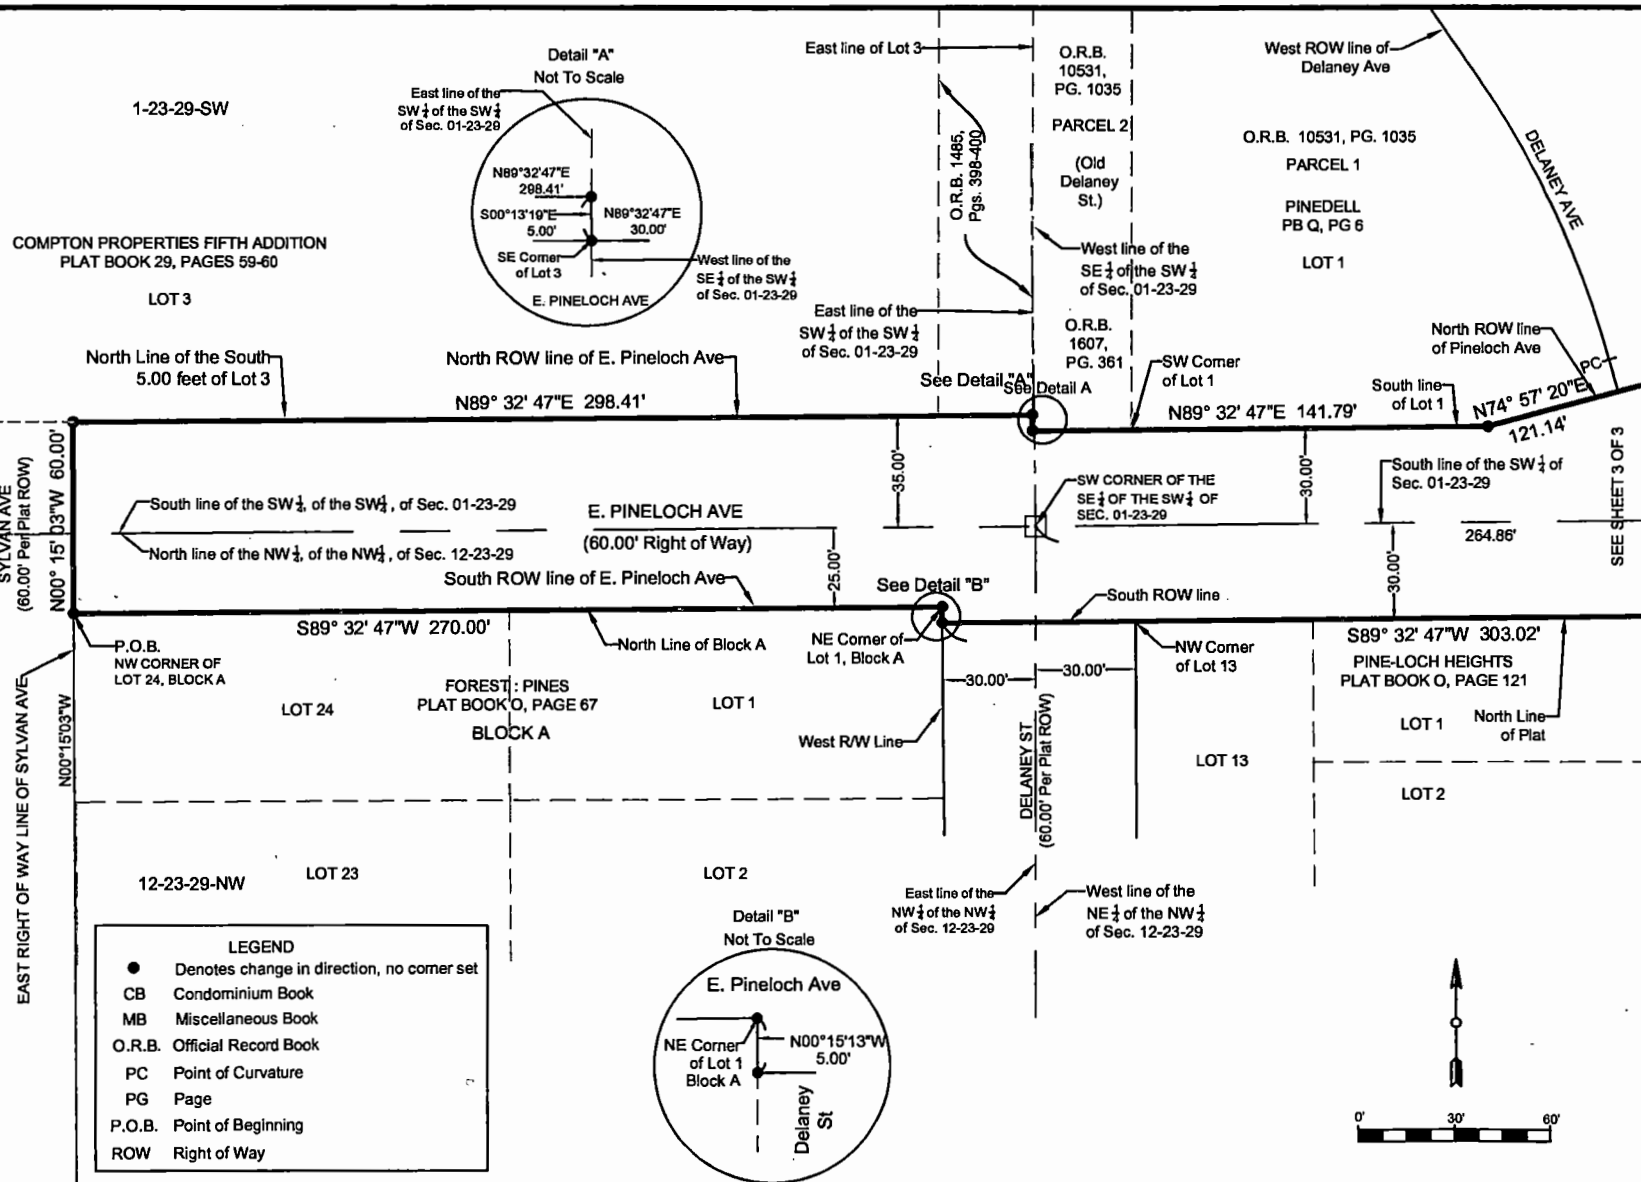 1-23-29-SW
COMPTON PROPERTIES FIFTH ADDITION
PLAT BOOK 29, PAGES 59-60
LOT 3
Detail "A"
Not To Scale
East line of the
SW ¼ of the SW ¼
of Sec. 01-23-29
N89°32'47"E
298.41'
S00°13'19"E
5.00'
N89°32'47"E
30.00'
SE Corner
of Lot 3
West line of the
SE ¼ of the SW ¼
of Sec. 01-23-29
E. PINELOCH AVE
East line of Lot 3
O.R.B. 1485,
Pgs. 398-400
O.R.B.
10531,
PG. 1035
PARCEL 2
(Old
Delaney
St.)
West line of the
SE ¼ of the SW ¼
of Sec. 01-23-29
East line of the
SW ¼ of the SW ¼
of Sec. 01-23-29
O.R.B.
1607,
PG. 361
West ROW line of
Delaney Ave
O.R.B. 10531, PG. 1035
PARCEL 1
PINEDELL
PB Q, PG 6
LOT 1
DELANEY AVE
North ROW line
of Pineloch Ave
PC
North Line of the South
5.00 feet of Lot 3
North ROW line of E. Pineloch Ave
See Detail "A"
See Detail A
SW Corner
of Lot 1
South line
of Lot 1
N89° 32' 47"E 298.41'
N89° 32' 47"E 141.79'
N74° 57' 20"E
121.14'
SYLVAN AVE
(60.00' Per Plat ROW)
N00° 15' 03"W 60.00'
35.00'
30.00'
South line of the SW ¼ of
Sec. 01-23-29
SW CORNER OF THE
SE ¼ OF THE SW ¼ OF
SEC. 01-23-29
South line of the SW ¼, of the SW ¼, of Sec. 01-23-29
North line of the NW ¼, of the NW ¼, of Sec. 12-23-29
E. PINELOCH AVE
(60.00' Right of Way)
25.00'
30.00'
264.86'
SEE SHEET 3 OF 3
South ROW line of E. Pineloch Ave
See Detail "B"
South ROW line
S89° 32' 47"W 270.00'
North Line of Block A
NE Corner of
Lot 1, Block A
NW Corner
of Lot 13
S89° 32' 47"W 303.02'
P.O.B.
NW CORNER OF
LOT 24, BLOCK A
30.00'
30.00'
PINE-LOCH HEIGHTS
PLAT BOOK O, PAGE 121
EAST RIGHT OF WAY LINE OF SYLVAN AVE
N00°15'03"W
LOT 24
FOREST : PINES
PLAT BOOK O, PAGE 67
BLOCK A
LOT 1
West R/W Line
DELANEY ST
(60.00' Per Plat ROW)
LOT 13
LOT 1
North Line
of Plat
LOT 2
12-23-29-NW
LOT 23
LOT 2
East line of the
NW ¼ of the NW ¼
of Sec. 12-23-29
West line of the
NE ¼ of the NW ¼
of Sec. 12-23-29
Detail "B"
Not To Scale
E. Pineloch Ave
NE Corner
of Lot 1
Block A
N00°15'13"W
5.00'
Delaney
St
LEGEND
Denotes change in direction, no corner set
CB Condominium Book
MB Miscellaneous Book
O.R.B. Official Record Book
PC Point of Curvature
PG Page
P.O.B. Point of Beginning
ROW Right of Way
0' 30' 60'